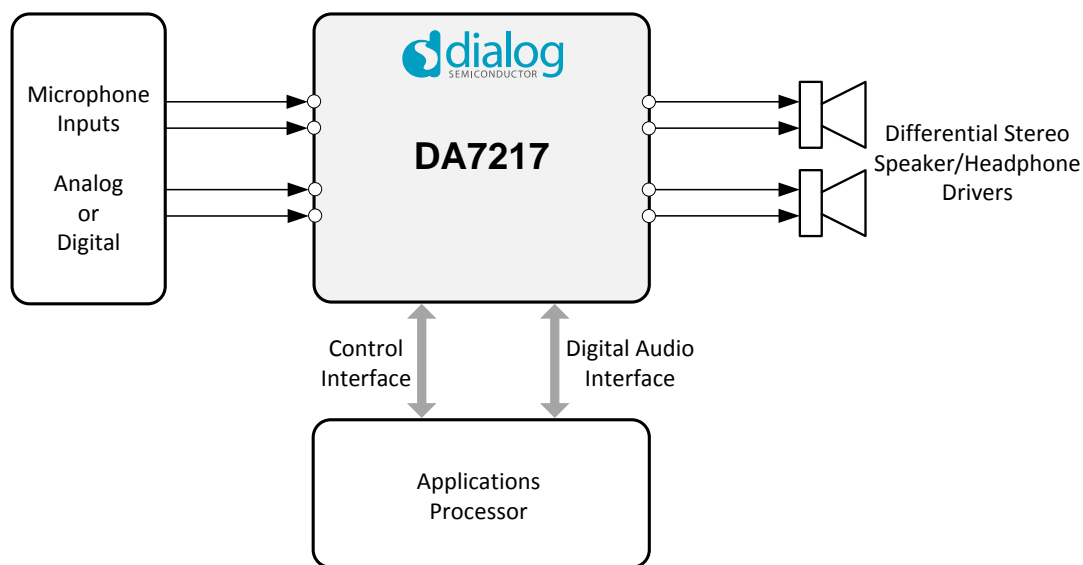 Microphone
Inputs
Analog
or
Digital
dialog
SEMICONDUCTOR
DA7217
Differential Stereo
Speaker/Headphone
Drivers
Control
Interface
Digital Audio
Interface
Applications
Processor